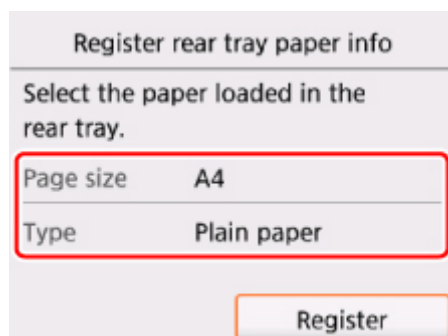 Register rear tray paper info
Select the paper loaded in the
rear tray.
Page size A4
Type Plain paper
Register